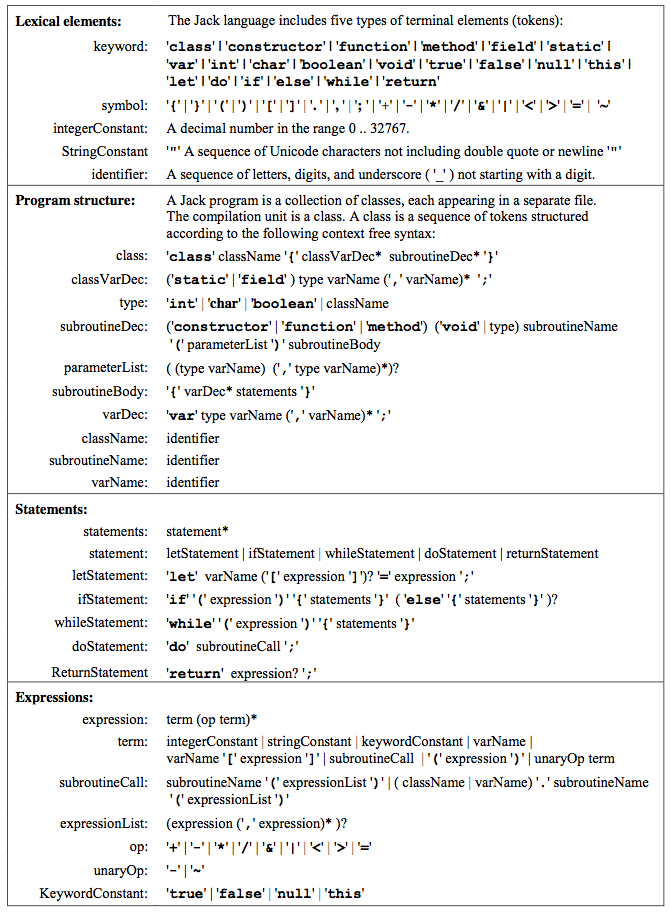 Lexical elements: The Jack language includes five types of terminal elements (tokens):
keyword: 'class'|'constructor'|'function'|'method'|'field'|'static'|
'var'|'int'|'char'|'boolean'|'void'|'true'|'false'|'null'|'this'|
'let'|'do'|'if'|'else'|'while'|'return'
symbol: '{'|'}'|'('|')'|'['|']'|'.'|','|';'|'+'|'-'|'*'|'/'|'&'|'|'|'<'|'>'|'='| '~'
integerConstant: A decimal number in the range 0 .. 32767.
StringConstant '"' A sequence of Unicode characters not including double quote or newline '"'
identifier: A sequence of letters, digits, and underscore ( '_' ) not starting with a digit.
Program structure: A Jack program is a collection of classes, each appearing in a separate file.
The compilation unit is a class. A class is a sequence of tokens structured
according to the following context free syntax:
class: 'class' className '{' classVarDec* subroutineDec* '}'
classVarDec: ('static' | 'field' ) type varName (',' varName)* ';'
type: 'int' | 'char' | 'boolean' | className
subroutineDec: ('constructor' | 'function' | 'method') ('void' | type) subroutineName
'(' parameterList ')' subroutineBody
parameterList: ( (type varName) (',' type varName)*)?
subroutineBody: '{' varDec* statements '}'
varDec: 'var' type varName (',' varName)* ';'
className: identifier
subroutineName: identifier
varName: identifier
Statements:
statements: statement*
statement: letStatement | ifStatement | whileStatement | doStatement | returnStatement
letStatement: 'let' varName ('[' expression ']')? '=' expression ';'
ifStatement: 'if' '(' expression ')' '{' statements '}' ( 'else' '{' statements '}' )?
whileStatement: 'while' '(' expression ')' '{' statements '}'
doStatement: 'do' subroutineCall ';'
ReturnStatement 'return' expression? ';'
Expressions:
expression: term (op term)*
term: integerConstant | stringConstant | keywordConstant | varName |
varName '[' expression ']' | subroutineCall | '(' expression ')' | unaryOp term
subroutineCall: subroutineName '(' expressionList ')' | ( className | varName) '.' subroutineName
'(' expressionList ')'
expressionList: (expression (',' expression)* )?
op: '+'|'-'|'*'|'/'|'&'|'|'|'<'|'>'|'='
unaryOp: '-'|'~'
KeywordConstant: 'true'|'false'|'null'|'this'